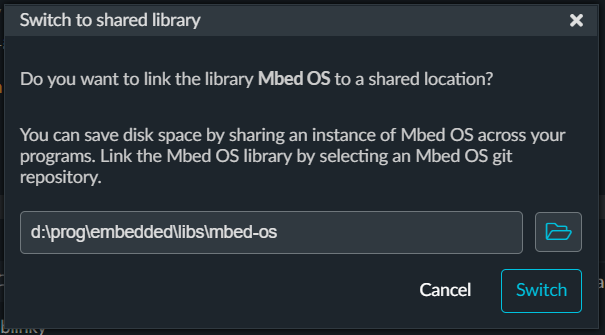 Switch to shared library
Do you want to link the library Mbed OS to a shared location?
You can save disk space by sharing an instance of Mbed OS across your
programs. Link the Mbed OS library by selecting an Mbed OS git
repository.
d:\prog\embedded\libs\mbed-os
Cancel
Switch